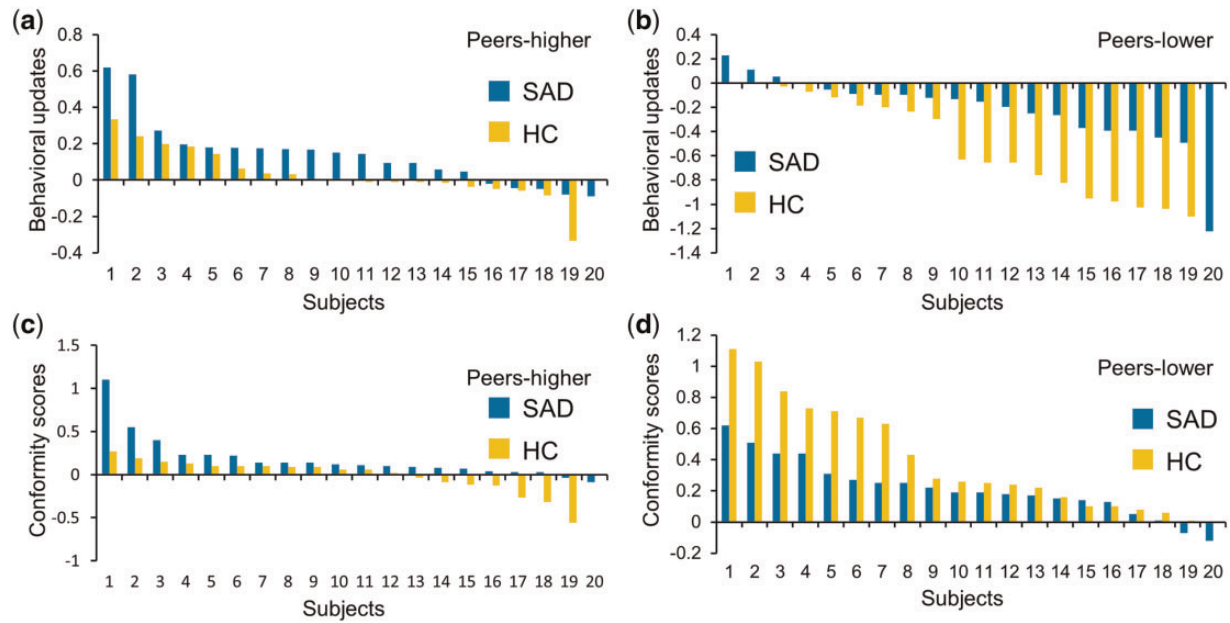 (a)
Peers-higher
SAD
HC
Behavioral updates
0.8
0.6
0.4
0.2
0
-0.2
-0.4
1 2 3 4 5 6 7 8 9 10 11 12 13 14 15 16 17 18 19 20
Subjects
(b)
Peers-lower
SAD
HC
Behavioral updates
0.4
0.2
0
-0.2
-0.4
-0.6
-0.8
-1
-1.2
1.4
1 2 3 4 5 6 7 8 9 10 11 12 13 14 15 16 17 18 19 20
Subjects
(c)
Peers-higher
SAD
HC
Conformity scores
1.5
1
0.5
0
-0.5
-1
1 2 3 4 5 6 7 8 9 10 11 12 13 14 15 16 17 18 19 20
Subjects
(d)
Peers-lower
SAD
HC
Conformity scores
1.2
1
0.8
0.6
0.4
0.2
0
-0.2
1 2 3 4 5 6 7 8 9 10 11 12 13 14 15 16 17 18 19 20
Subjects